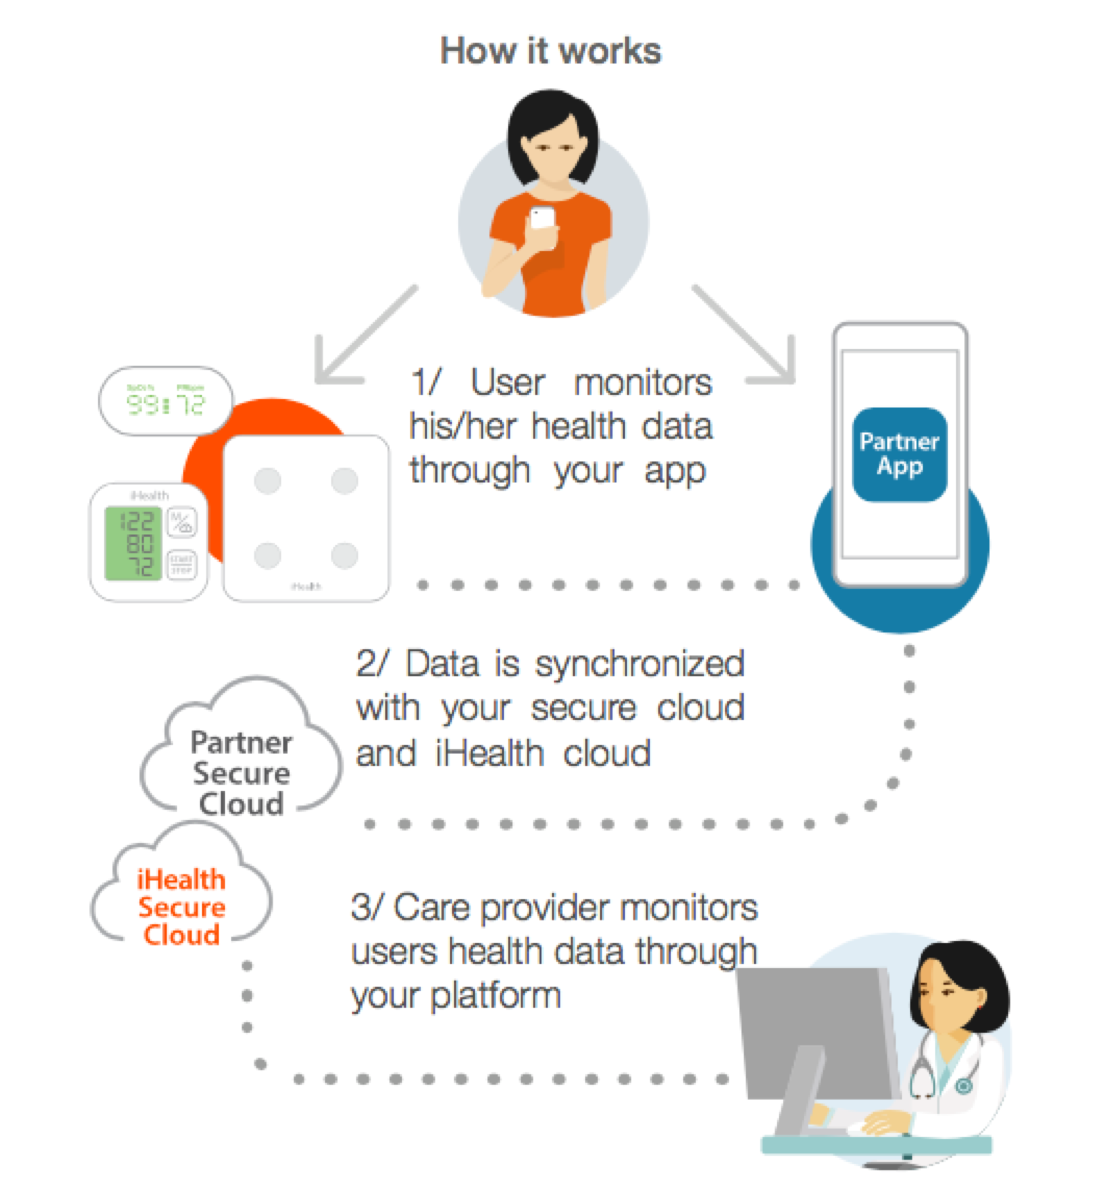 How it works
1/ User monitors
his/her health data
through your app
SpO₂%
PRbpm
99 72
iHealth
122
80
72
M/
START
STOP
iHealth
Partner
App
2/ Data is synchronized
with your secure cloud
and iHealth cloud
Partner
Secure
Cloud
iHealth
Secure
Cloud
3/ Care provider monitors
users health data through
your platform